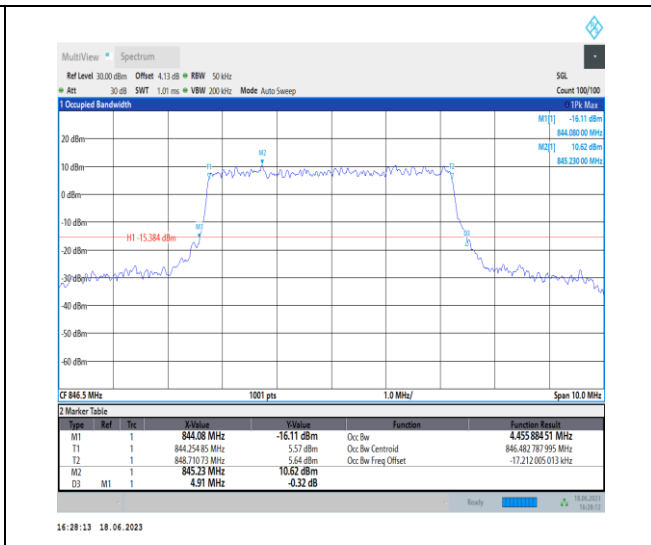 MultiView Spectrum
Ref Level 30.00 dBm Offset 4.13 dB RBW 50 kHz SGL
Att 30 dB SWT 1.01 ms VBW 200 kHz Mode Auto Sweep Count 100/100
1 Occupied Bandwidth 1Pk Max
M1[1] -16.11 dBm
844.080 00 MHz
M2[1] 10.62 dBm
845.230 00 MHz
20 dBm
M2
T1 T2
10 dBm
0 dBm
-10 dBm
M1
H1 -15.384 dBm
D3
-20 dBm
-30 dBm
-40 dBm
-50 dBm
-60 dBm
CF 846.5 MHz 1001 pts 1.0 MHz/ Span 10.0 MHz
2 Marker Table
Type Ref Trc X-Value Y-Value Function Function Result
M1 1 844.08 MHz -16.11 dBm Occ Bw 4.455 884 51 MHz
T1 1 844.254 85 MHz 5.57 dBm Occ Bw Centroid 846.482 787 995 MHz
T2 1 848.710 73 MHz 5.64 dBm Occ Bw Freq Offset -17.212 005 013 kHz
M2 1 845.23 MHz 10.62 dBm
D3 M1 1 4.91 MHz -0.32 dB
Ready 18.06.2023
16:28:12
16:28:13 18.06.2023